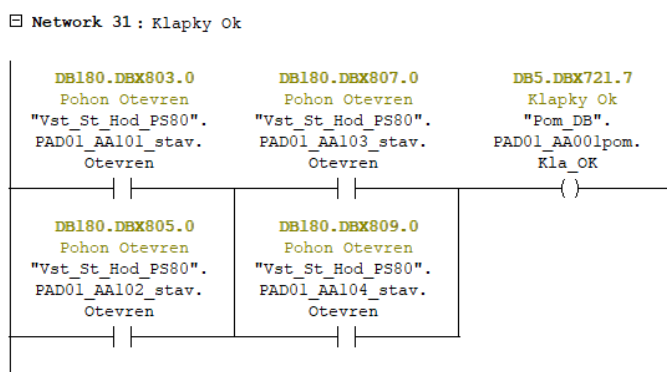 Network 31 : Klapky Ok
DB180.DBX803.0
Pohon Otevren
"Vst_St_Hod_PS80".
PAD01_AA101_stav.
Otevren
DB180.DBX807.0
Pohon Otevren
"Vst_St_Hod_PS80".
PAD01_AA103_stav.
Otevren
DB5.DBX721.7
Klapky Ok
"Pom_DB".
PAD01_AA001pom.
Kla_OK
DB180.DBX805.0
Pohon Otevren
"Vst_St_Hod_PS80".
PAD01_AA102_stav.
Otevren
DB180.DBX809.0
Pohon Otevren
"Vst_St_Hod_PS80".
PAD01_AA104_stav.
Otevren